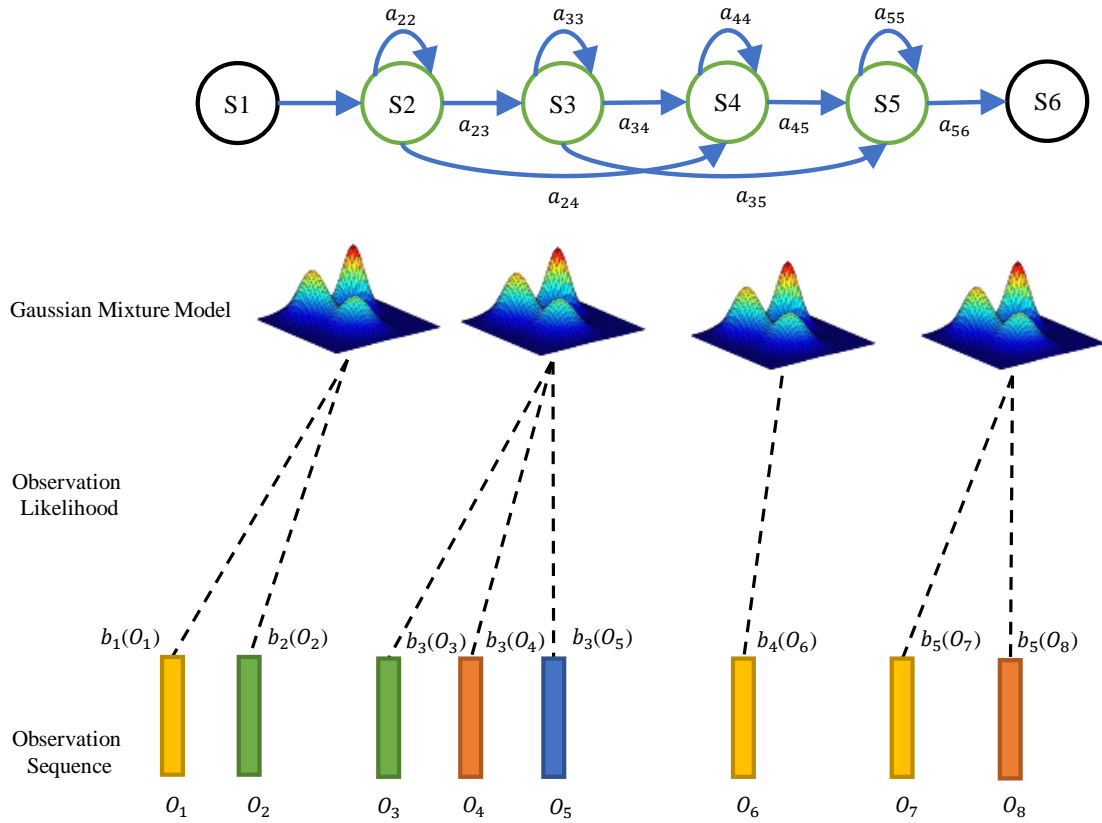 a₂₂ a₃₃ a₄₄ a₅₅
S1 S2 S3 S4 S5 S6
a₂₃ a₃₄ a₄₅ a₅₆
a₂₄ a₃₅
Gaussian Mixture Model
Observation
Likelihood
b₁(O₁) b₂(O₂) b₃(O₃) b₃(O₄) b₃(O₅) b₄(O₆) b₅(O₇) b₅(O₈)
Observation
Sequence
O₁ O₂ O₃ O₄ O₅ O₆ O₇ O₈